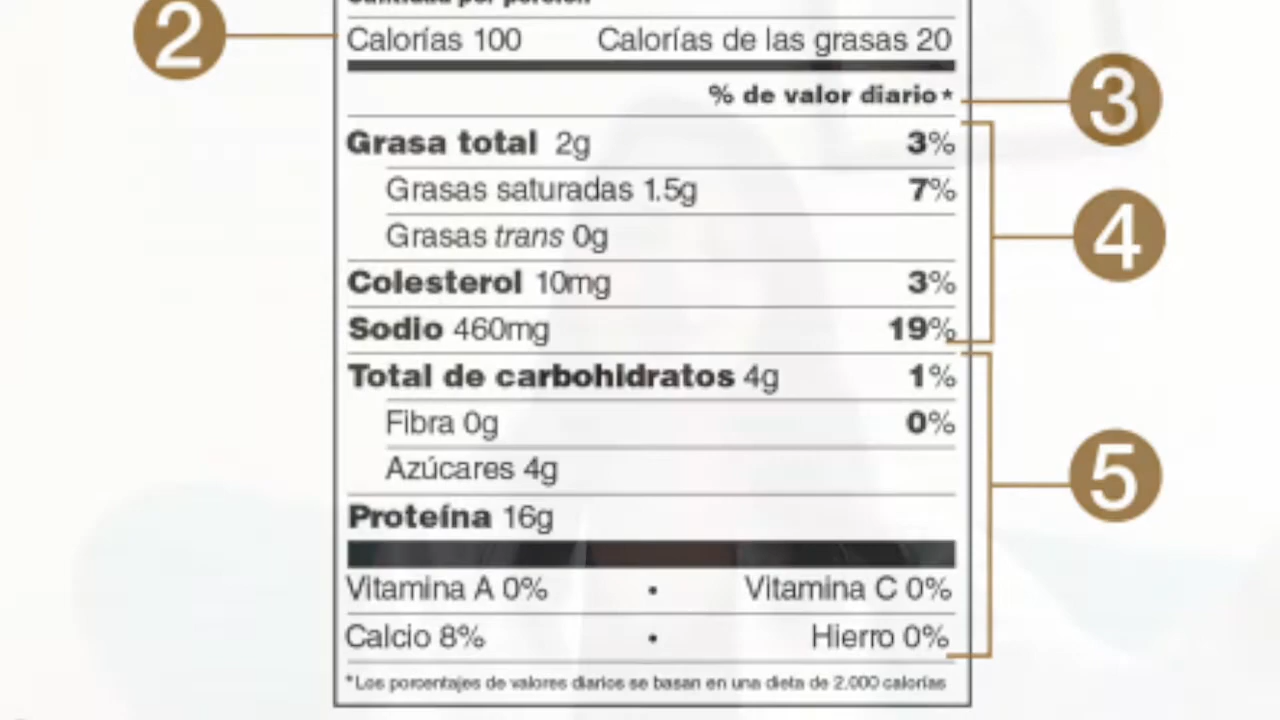 Cantidad por porción
2
Calorías 100 Calorías de las grasas 20
% de valor diario*
3
Grasa total 2g 3%
Grasas saturadas 1.5g 7%
Grasas trans 0g
4
Colesterol 10mg 3%
Sodio 460mg 19%
Total de carbohidratos 4g 1%
Fibra 0g 0%
Azúcares 4g
5
Proteína 16g
Vitamina A 0% • Vitamina C 0%
Calcio 8% • Hierro 0%
*Los porcentajes de valores diarios se basan en una dieta de 2.000 calorías